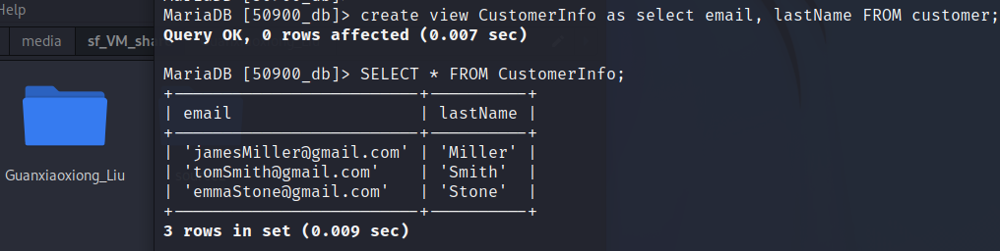 Help
media
sf_VM_sha
Guanxiaoxiong_Liu
MariaDB [50900_db]> create view CustomerInfo as select email, lastName FROM customer;
Query OK, 0 rows affected (0.007 sec)
MariaDB [50900_db]> SELECT * FROM CustomerInfo;
+------------------------+----------+
| email                  | lastName |
+------------------------+----------+
| 'jamesMiller@gmail.com' | 'Miller' |
| 'tomSmith@gmail.com'   | 'Smith'  |
| 'emmaStone@gmail.com'  | 'Stone'  |
+------------------------+----------+
3 rows in set (0.009 sec)